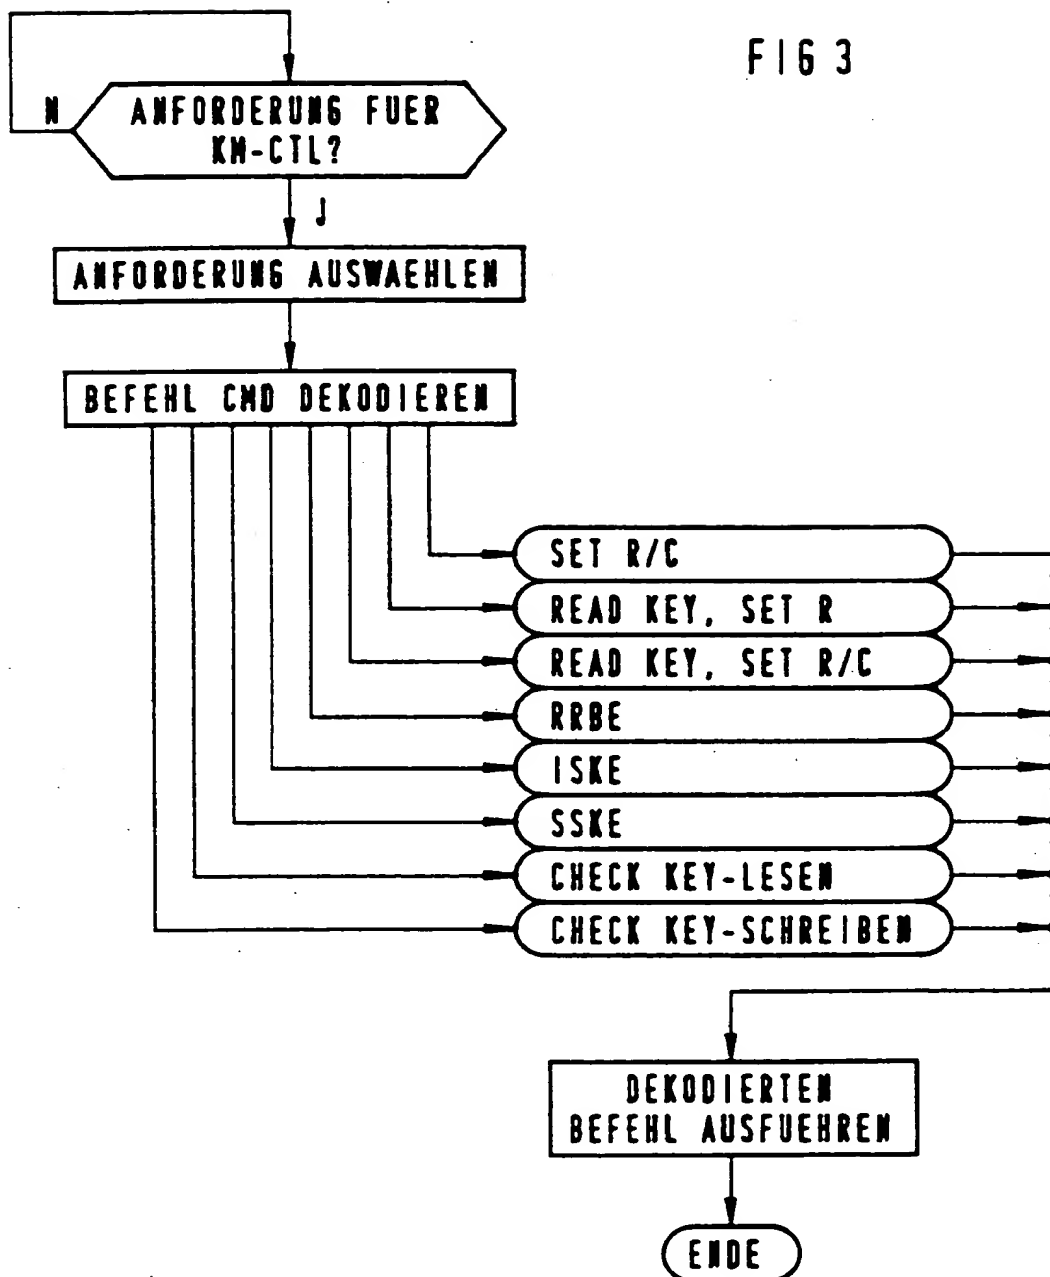 FIG 3
N
ANFORDERUNG FUER
KM-CTL?
J
ANFORDERUNG AUSWAEHLEN
BEFEHL CMD DEKODIEREN
SET R/C
READ KEY, SET R
READ KEY, SET R/C
RRBE
ISKE
SSKE
CHECK KEY-LESEN
CHECK KEY-SCHREIBEN
DEKODIERTEN
BEFEHL AUSFUEHREN
ENDE